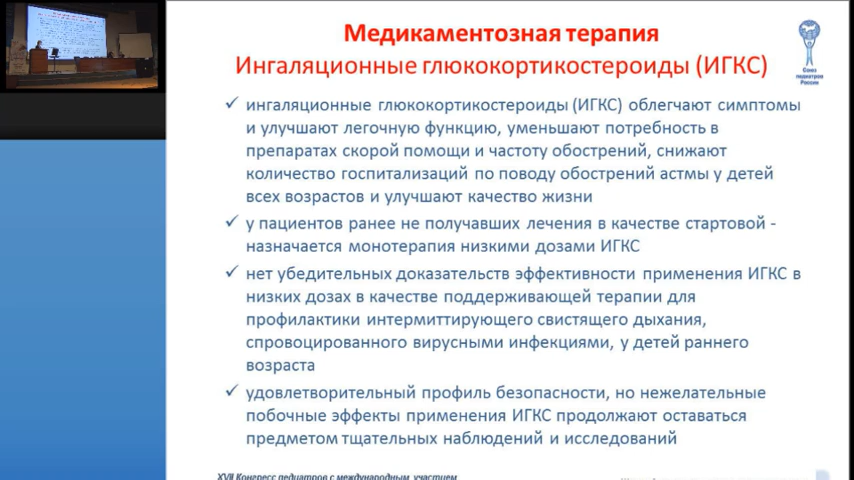 Медикаментозная терапия
Ингаляционные глюкокортикостероиды (ИГКС)
Союз
педиатров
России
✓ ингаляционные глюкокортикостероиды (ИГКС) облегчают симптомы
и улучшают легочную функцию, уменьшают потребность в
препаратах скорой помощи и частоту обострений, снижают
количество госпитализаций по поводу обострений астмы у детей
всех возрастов и улучшают качество жизни
✓ у пациентов ранее не получавших лечения в качестве стартовой -
назначается монотерапия низкими дозами ИГКС
✓ нет убедительных доказательств эффективности применения ИГКС в
низких дозах в качестве поддерживающей терапии для
профилактики интермиттирующего свистящего дыхания,
спровоцированного вирусными инфекциями, у детей раннего
возраста
✓ удовлетворительный профиль безопасности, но нежелательные
побочные эффекты применения ИГКС продолжают оставаться
предметом тщательных наблюдений и исследований
XVII Конгресс педиатров с международным участием